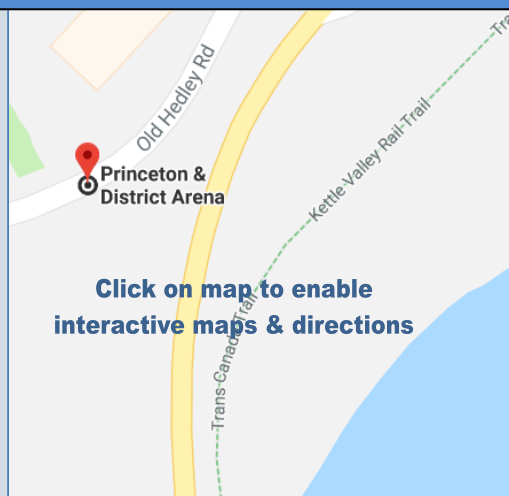 Tra
Old Hedley Rd
Kettle Valley Rail Trail
Princeton &
District Arena
Click on map to enable
interactive maps & directions
Trans Canada Trail